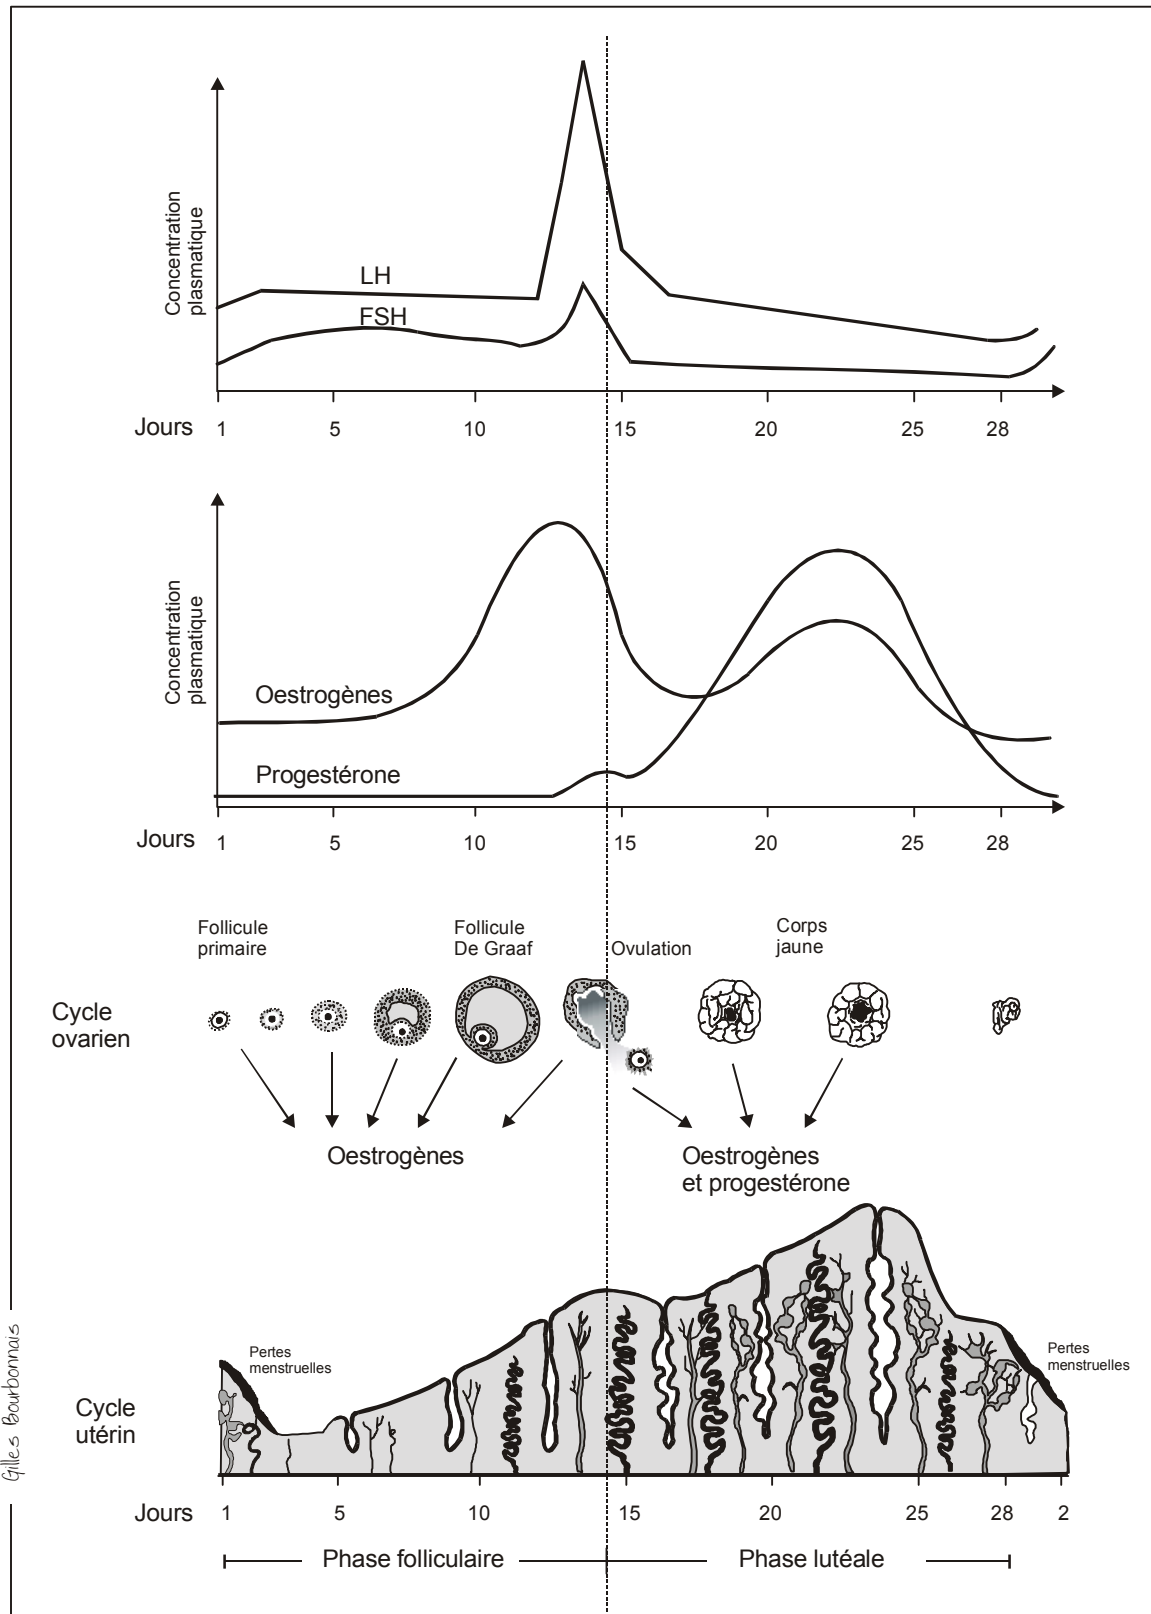 Concentration
plasmatique
LH
FSH
Jours 1 5 10 15 20 25 28
Concentration
plasmatique
Oestrogènes
Progestérone
Jours 1 5 10 15 20 25 28
Follicule
primaire
Follicule
De Graaf
Ovulation
Corps
jaune
Cycle
ovarien
Oestrogènes
Oestrogènes
et progestérone
Pertes
menstruelles
Pertes
menstruelles
Cycle
utérin
Jours 1 5 10 15 20 25 28 2
Phase folliculaire
Phase lutéale
Gilles Bourbonnais